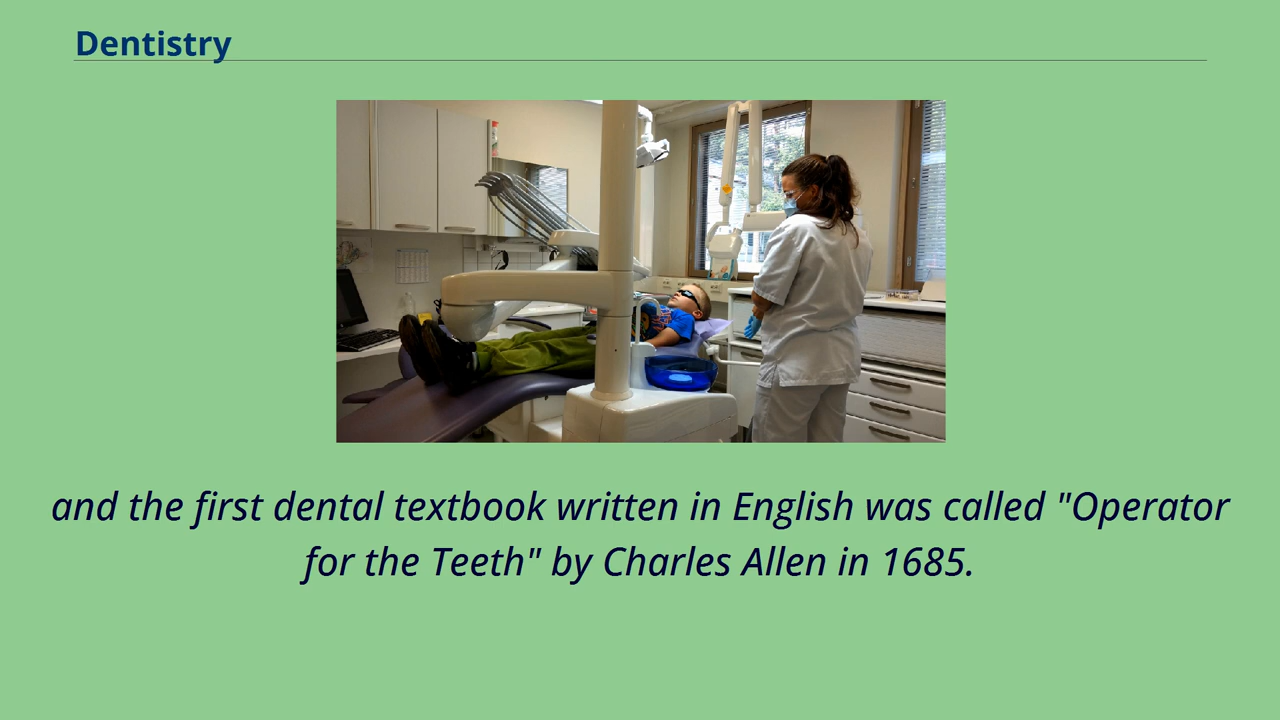 Dentistry
and the first dental textbook written in English was called "Operator
for the Teeth" by Charles Allen in 1685.